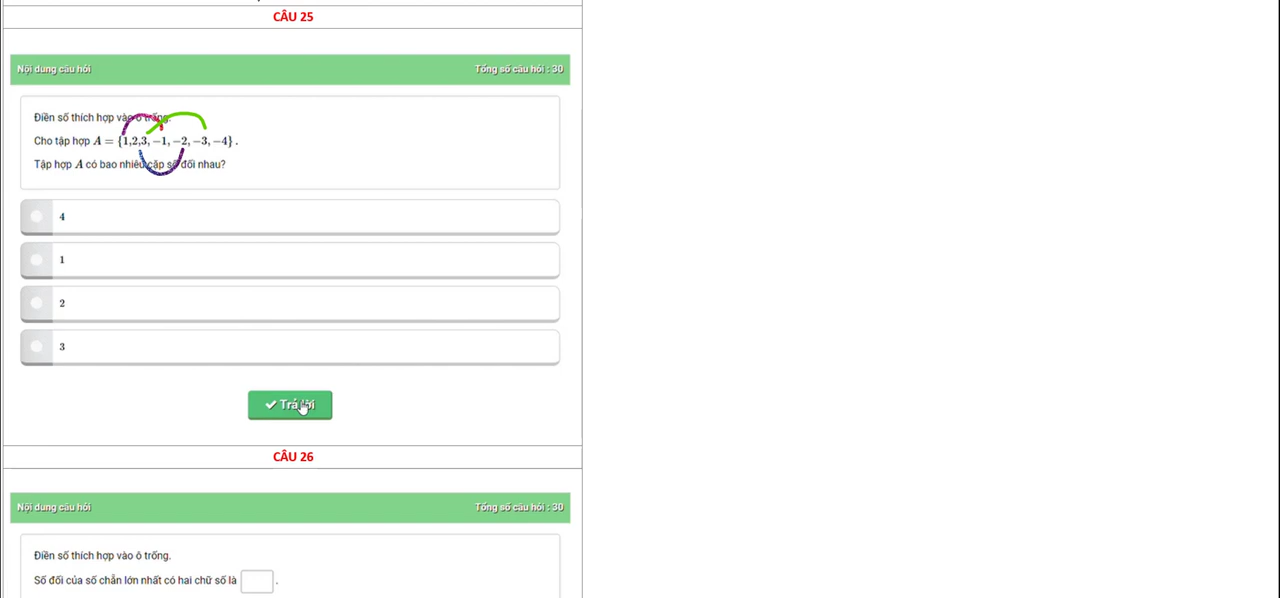 CÂU 25
Nội dung câu hỏi
Tổng số câu hỏi : 30
Điền số thích hợp vào ô trống.
Cho tập hợp A = {1,2,3, −1, −2, −3, −4} .
Tập hợp A có bao nhiêu cặp số đối nhau?
4
1
2
3
✔ Trả lời
CÂU 26
Nội dung câu hỏi
Tổng số câu hỏi : 30
Điền số thích hợp vào ô trống.
Số đối của số chẵn lớn nhất có hai chữ số là .